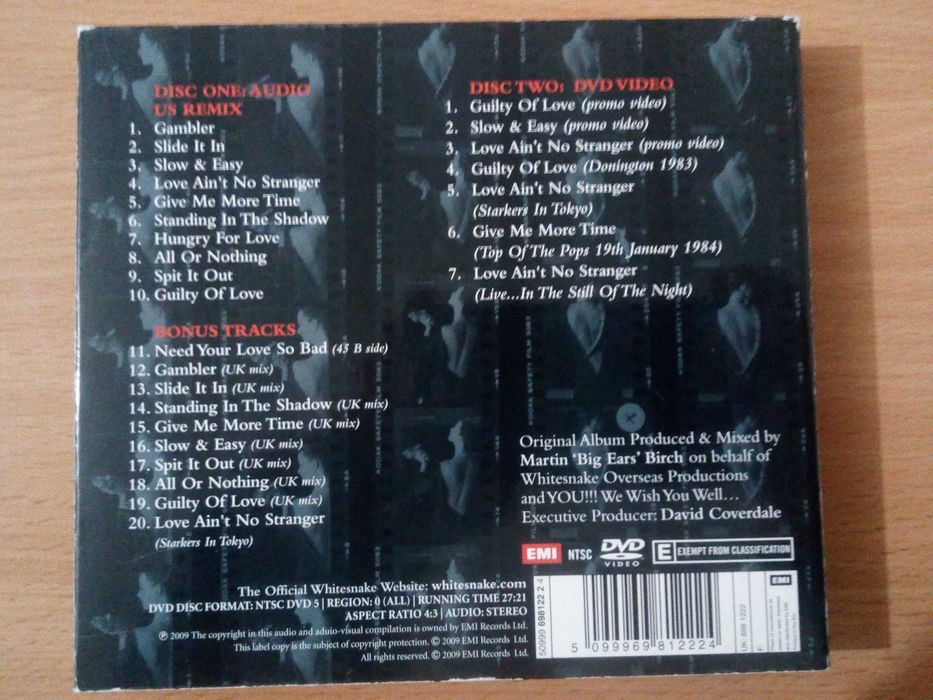 DISC ONE: AUDIO
US REMIX
1. Gambler
2. Slide It In
3. Slow & Easy
4. Love Ain't No Stranger
5. Give Me More Time
6. Standing In The Shadow
7. Hungry For Love
8. All Or Nothing
9. Spit It Out
10. Guilty Of Love
BONUS TRACKS
11. Need Your Love So Bad (45 B side)
12. Gambler (UK mix)
13. Slide It In (UK mix)
14. Standing In The Shadow (UK mix)
15. Give Me More Time (UK mix)
16. Slow & Easy (UK mix)
17. Spit It Out (UK mix)
18. All Or Nothing (UK mix)
19. Guilty Of Love (UK mix)
20. Love Ain't No Stranger
(Starkers In Tokyo)
DISC TWO: DVD VIDEO
1. Guilty Of Love (promo video)
2. Slow & Easy (promo video)
3. Love Ain't No Stranger (promo video)
4. Guilty Of Love (Donington 1983)
5. Love Ain't No Stranger
(Starkers In Tokyo)
6. Give Me More Time
(Top Of The Pops 19th January 1984)
7. Love Ain't No Stranger
(Live...In The Still Of The Night)
Original Album Produced & Mixed by
Martin 'Big Ears' Birch on behalf of
Whitesnake Overseas Productions
and YOU!!! We Wish You Well...
Executive Producer: David Coverdale
EMI NTSC DVD VIDEO E EXEMPT FROM CLASSIFICATION
The Official Whitesnake Website: whitesnake.com
DVD DISC FORMAT: NTSC DVD 5 | REGION: 0 (ALL) | RUNNING TIME 27:21
ASPECT RATIO 4:3 | AUDIO: STEREO
℗ 2009 The copyright in this audio and aduio-visual compilation is owned by EMI Records Ltd.
This label copy is the subject of copyright protection. © 2009 EMI Records Ltd.
All rights reserved. © 2009 EMI Records Ltd.
50999 698122 2 4
5 099969 812224
UK: 698 1222
EMI
KODAK SAFETY FILM 5063